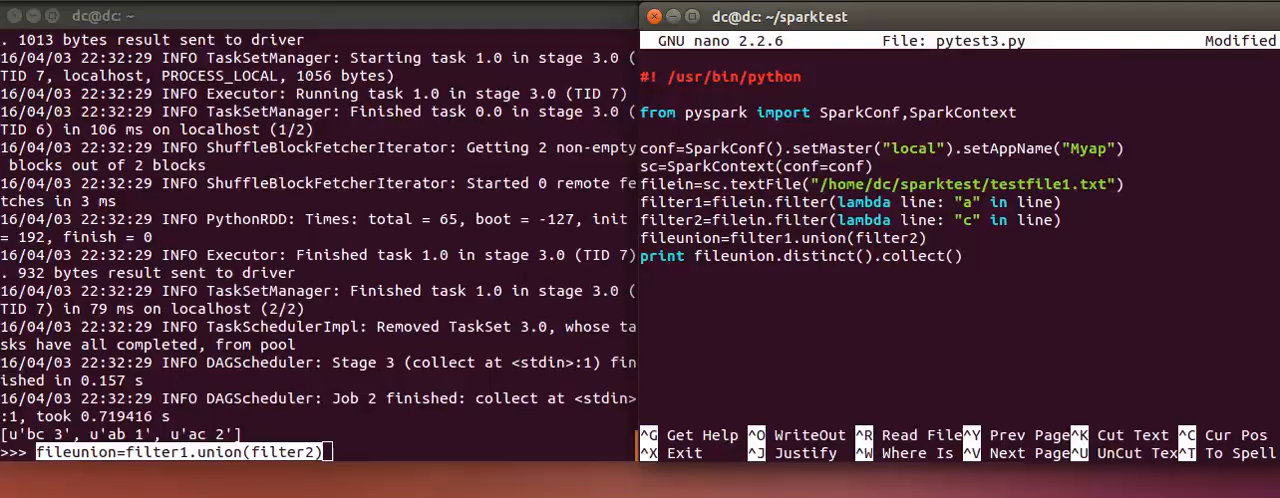 dc@dc: ~
. 1013 bytes result sent to driver
16/04/03 22:32:29 INFO TaskSetManager: Starting task 1.0 in stage 3.0 (
TID 7, localhost, PROCESS_LOCAL, 1056 bytes)
16/04/03 22:32:29 INFO Executor: Running task 1.0 in stage 3.0 (TID 7)
16/04/03 22:32:29 INFO TaskSetManager: Finished task 0.0 in stage 3.0 (
TID 6) in 106 ms on localhost (1/2)
16/04/03 22:32:29 INFO ShuffleBlockFetcherIterator: Getting 2 non-empty
blocks out of 2 blocks
16/04/03 22:32:29 INFO ShuffleBlockFetcherIterator: Started 0 remote fe
tches in 3 ms
16/04/03 22:32:29 INFO PythonRDD: Times: total = 65, boot = -127, init
= 192, finish = 0
16/04/03 22:32:29 INFO Executor: Finished task 1.0 in stage 3.0 (TID 7)
. 932 bytes result sent to driver
16/04/03 22:32:29 INFO TaskSetManager: Finished task 1.0 in stage 3.0 (
TID 7) in 79 ms on localhost (2/2)
16/04/03 22:32:29 INFO TaskSchedulerImpl: Removed TaskSet 3.0, whose ta
sks have all completed, from pool
16/04/03 22:32:29 INFO DAGScheduler: Stage 3 (collect at <stdin>:1) fin
ished in 0.157 s
16/04/03 22:32:29 INFO DAGScheduler: Job 2 finished: collect at <stdin>
:1, took 0.719416 s
[u'bc 3', u'ab 1', u'ac 2']
>>> fileunion=filter1.union(filter2)
dc@dc: ~/sparktest
GNU nano 2.2.6 File: pytest3.py Modified
#! /usr/bin/python
from pyspark import SparkConf,SparkContext
conf=SparkConf().setMaster("local").setAppName("Myap")
sc=SparkContext(conf=conf)
filein=sc.textFile("/home/dc/sparktest/testfile1.txt")
filter1=filein.filter(lambda line: "a" in line)
filter2=filein.filter(lambda line: "c" in line)
fileunion=filter1.union(filter2)
print fileunion.distinct().collect()
^G Get Help ^O WriteOut ^R Read File ^Y Prev Page ^K Cut Text ^C Cur Pos
^X Exit ^J Justify ^W Where Is ^V Next Page ^U UnCut Tex ^T To Spell